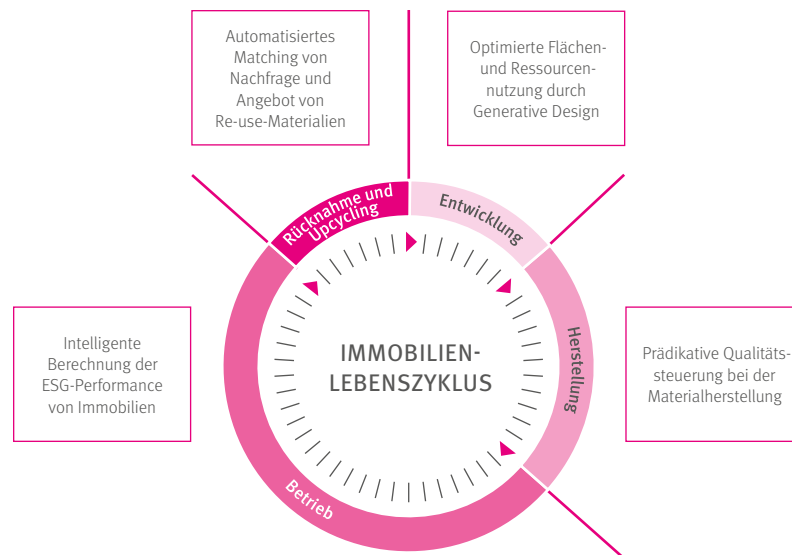 Automatisiertes
Matching von
Nachfrage und
Angebot von
Re-use-Materialien
Optimierte Flächen-
und Ressourcen-
nutzung durch
Generative Design
Rücknahme und
Upcycling
Entwicklung
Intelligente
Berechnung der
ESG-Performance
von Immobilien
IMMOBILIEN-
LEBENSZYKLUS
Herstellung
Prädikative Qualitäts-
steuerung bei der
Materialherstellung
Betrieb